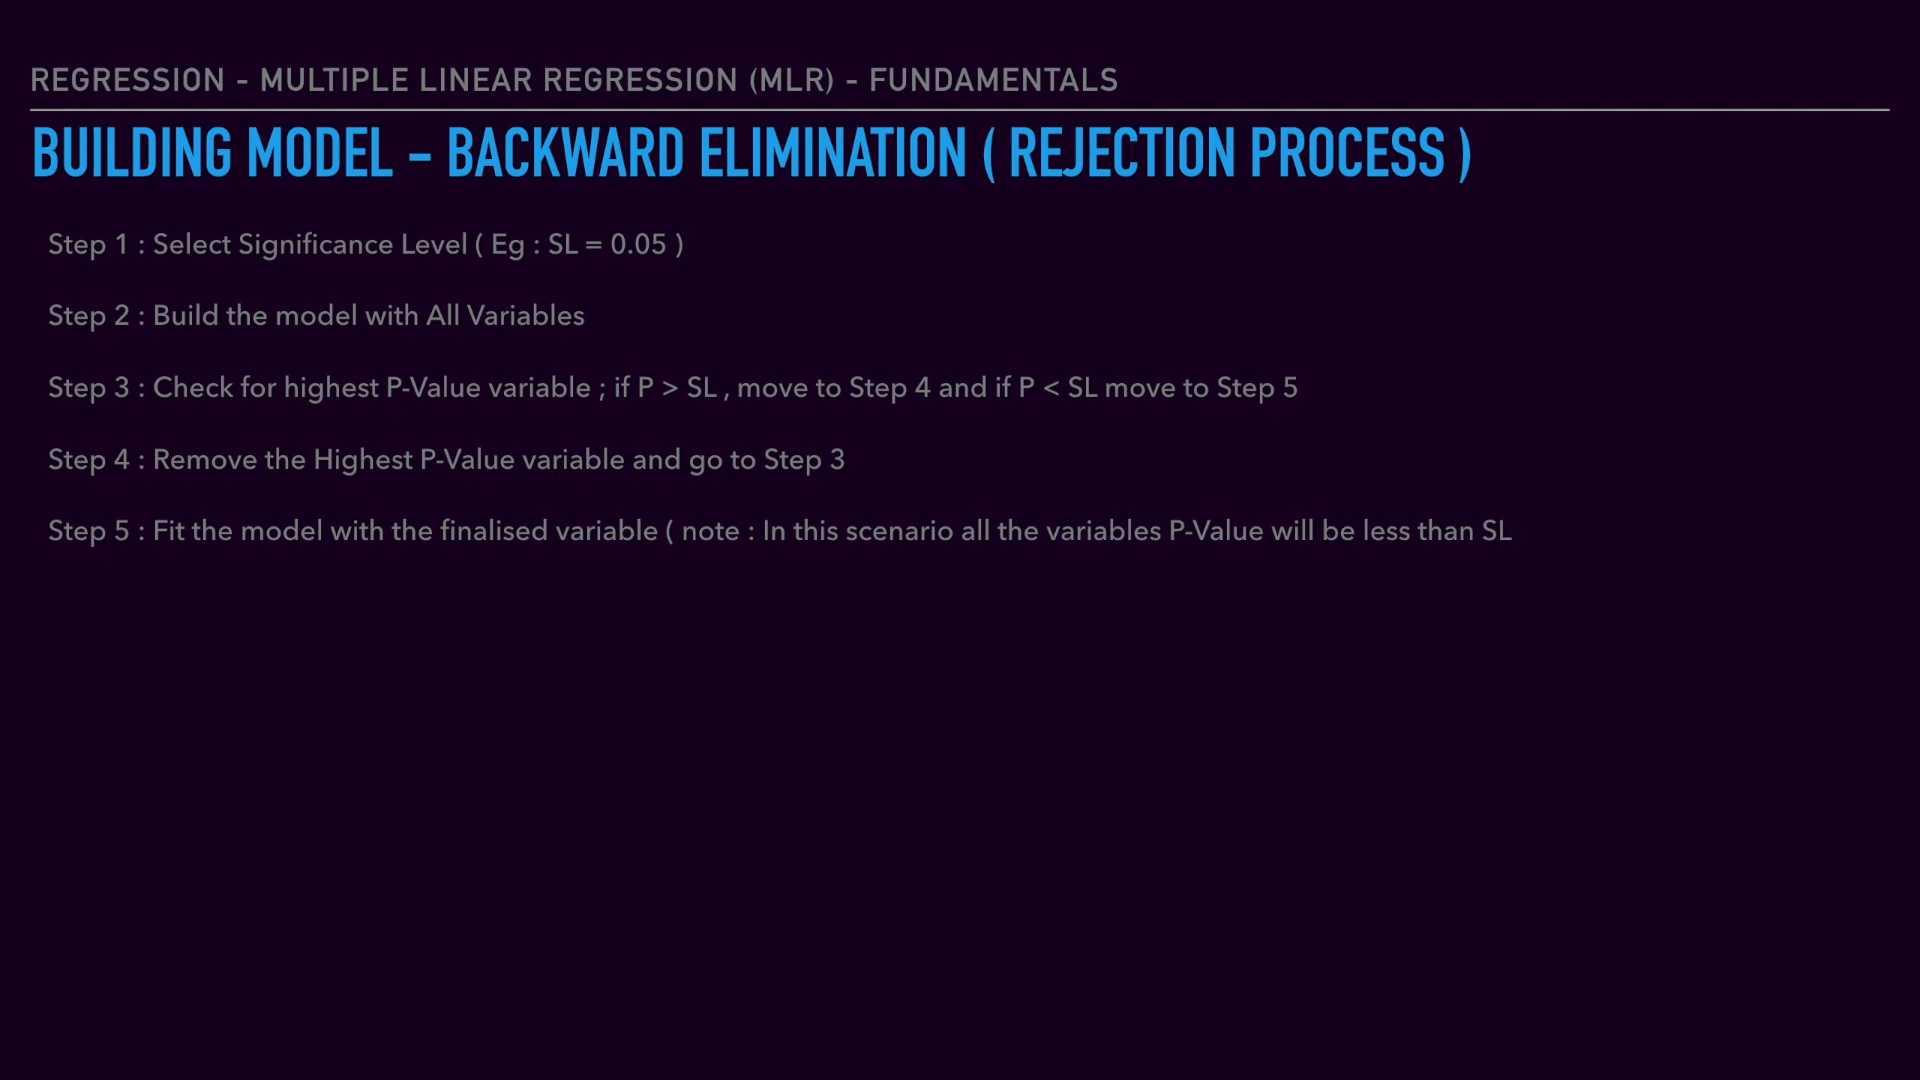 REGRESSION - MULTIPLE LINEAR REGRESSION (MLR) - FUNDAMENTALS
BUILDING MODEL - BACKWARD ELIMINATION ( REJECTION PROCESS )
Step 1 : Select Significance Level ( Eg : SL = 0.05 )
Step 2 : Build the model with All Variables
Step 3 : Check for highest P-Value variable ; if P > SL , move to Step 4 and if P < SL move to Step 5
Step 4 : Remove the Highest P-Value variable and go to Step 3
Step 5 : Fit the model with the finalised variable ( note : In this scenario all the variables P-Value will be less than SL